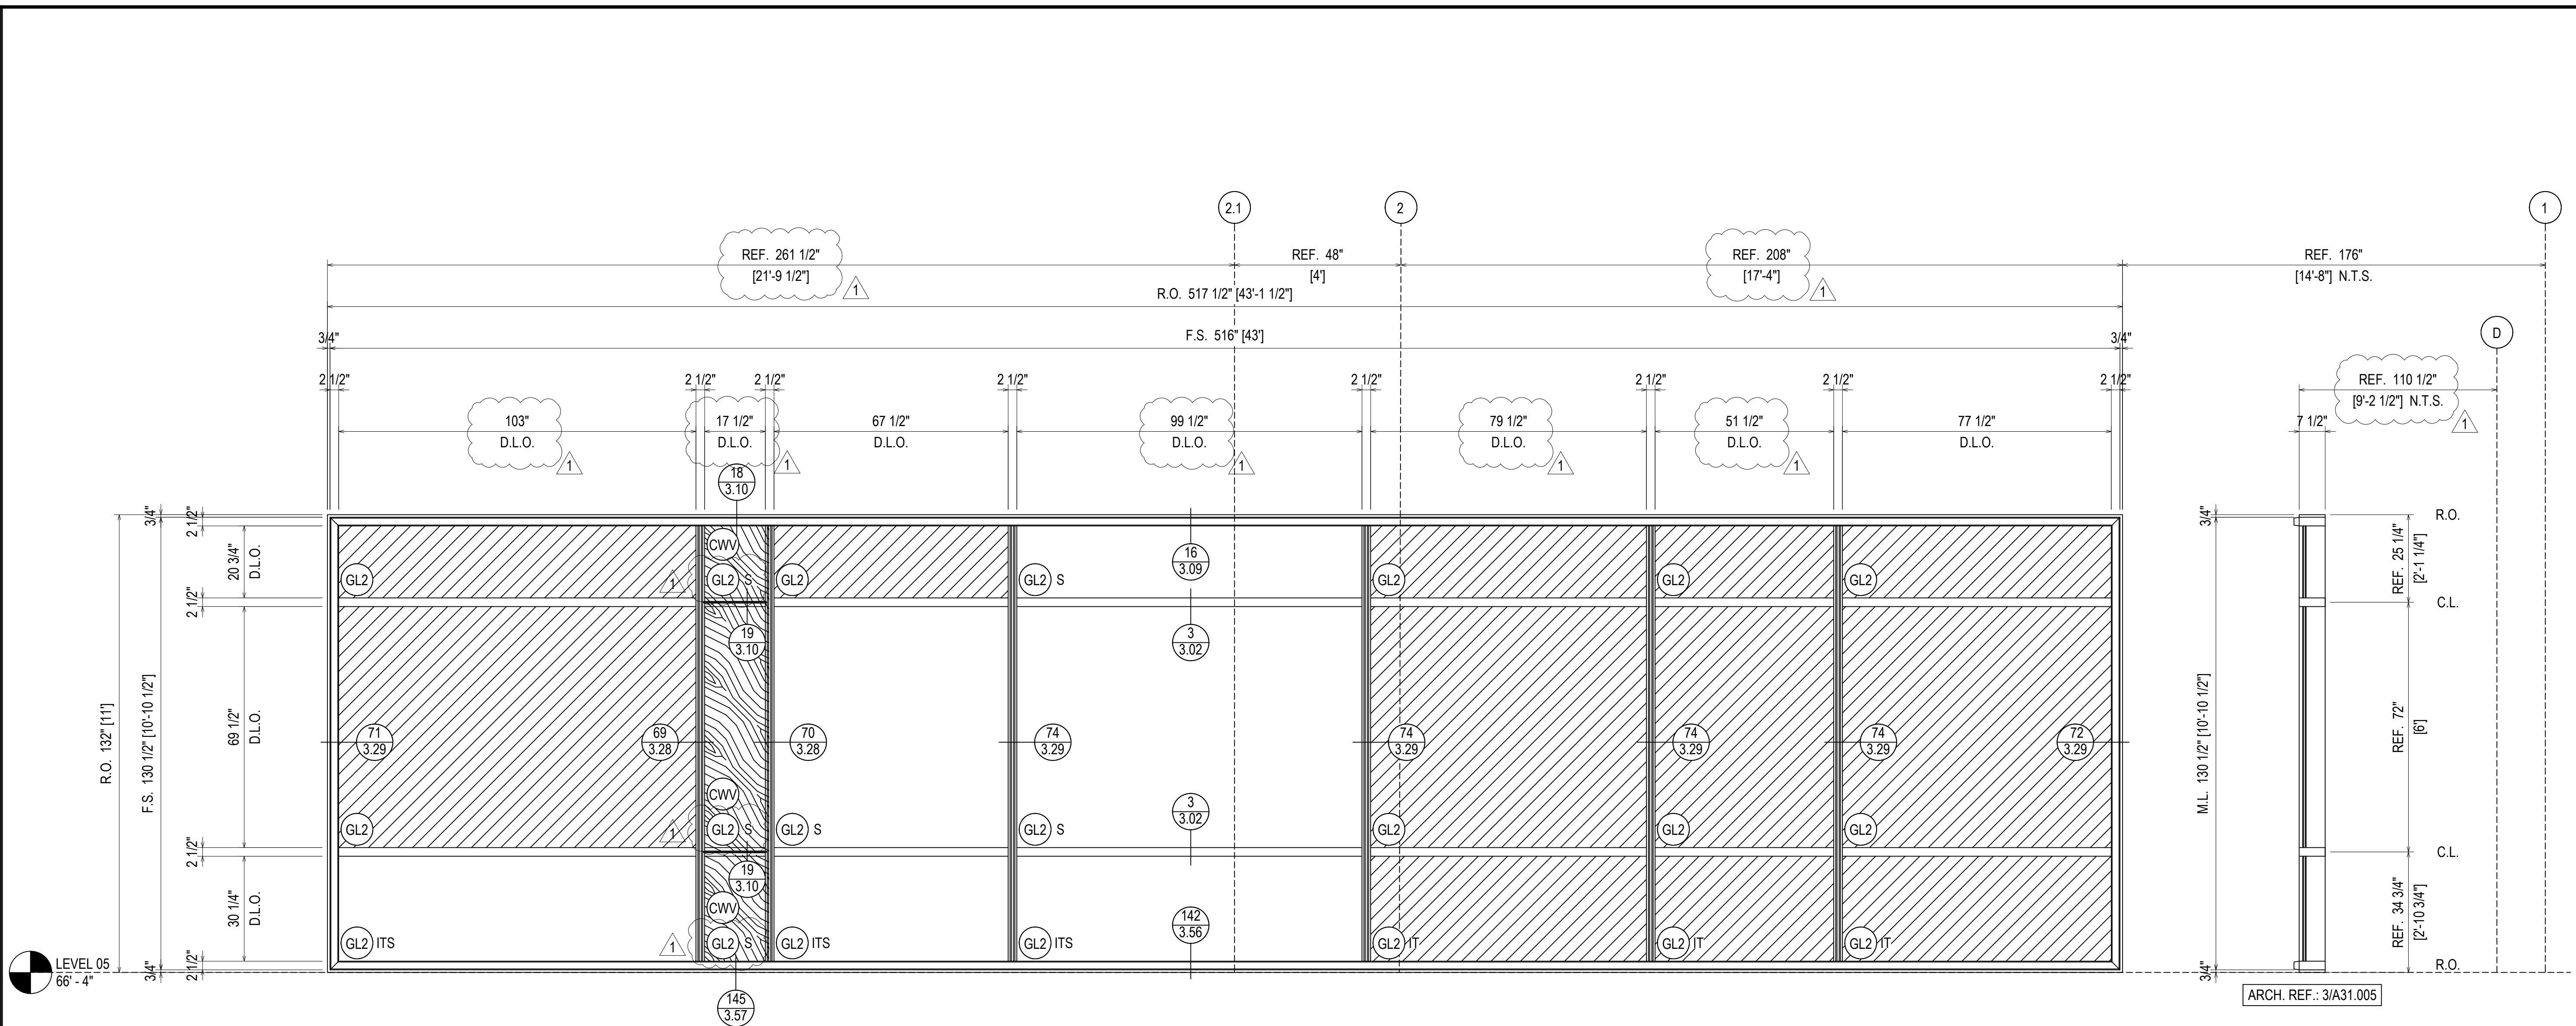 2.1
2
1
REF. 261 1/2"
[21'-9 1/2"]
1
REF. 48"
[4']
REF. 208"
[17'-4"]
1
REF. 176"
[14'-8"] N.T.S.
R.O. 517 1/2" [43'-1 1/2"]
3/4"
F.S. 516" [43']
3/4"
D
2 1/2"
2 1/2"
2 1/2"
2 1/2"
2 1/2"
2 1/2"
2 1/2"
2 1/2"
REF. 110 1/2"
[9'-2 1/2"] N.T.S.
1
7 1/2"
103"
D.L.O.
1
17 1/2"
D.L.O.
1
67 1/2"
D.L.O.
99 1/2"
D.L.O.
1
79 1/2"
D.L.O.
1
51 1/2"
D.L.O.
1
77 1/2"
D.L.O.
18
3.10
R.O. 132" [11']
F.S. 130 1/2" [10'-10 1/2"]
3/4"
2 1/2"
20 3/4"
D.L.O.
2 1/2"
69 1/2"
D.L.O.
2 1/2"
30 1/4"
D.L.O.
2 1/2"
3/4"
CWV
16
3.09
GL2
1
GL2 S
GL2
GL2 S
GL2
GL2
GL2
19
3.10
3
3.02
71
3.29
69
3.28
70
3.28
74
3.29
74
3.29
74
3.29
74
3.29
72
3.29
CWV
3
3.02
GL2
1
GL2 S
GL2 S
GL2 S
GL2
GL2
GL2
19
3.10
CWV
142
3.56
GL2 ITS
1
GL2 S
GL2 ITS
GL2 ITS
GL2 IT
GL2 IT
GL2 IT
LEVEL 05
66' - 4"
145
3.57
3/4"
M.L. 130 1/2" [10'-10 1/2"]
3/4"
R.O.
REF. 25 1/4"
[2'-1 1/4"]
C.L.
REF. 72"
[6']
C.L.
REF. 34 3/4"
[2'-10 3/4"]
R.O.
ARCH. REF.: 3/A31.005